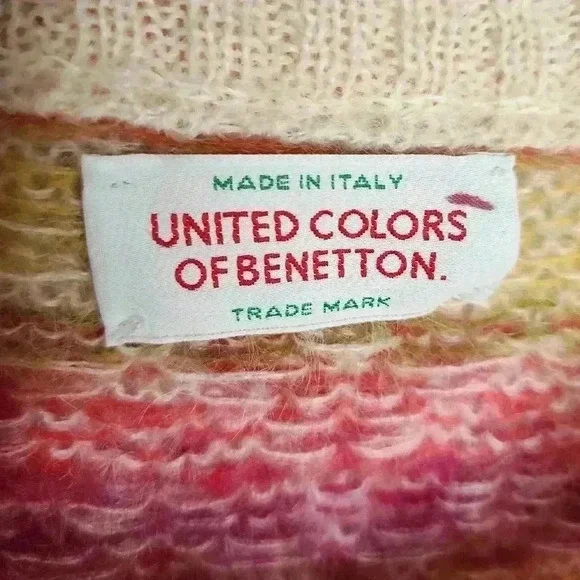 MADE IN ITALY
UNITED COLORS
OF BENETTON.
TRADE MARK